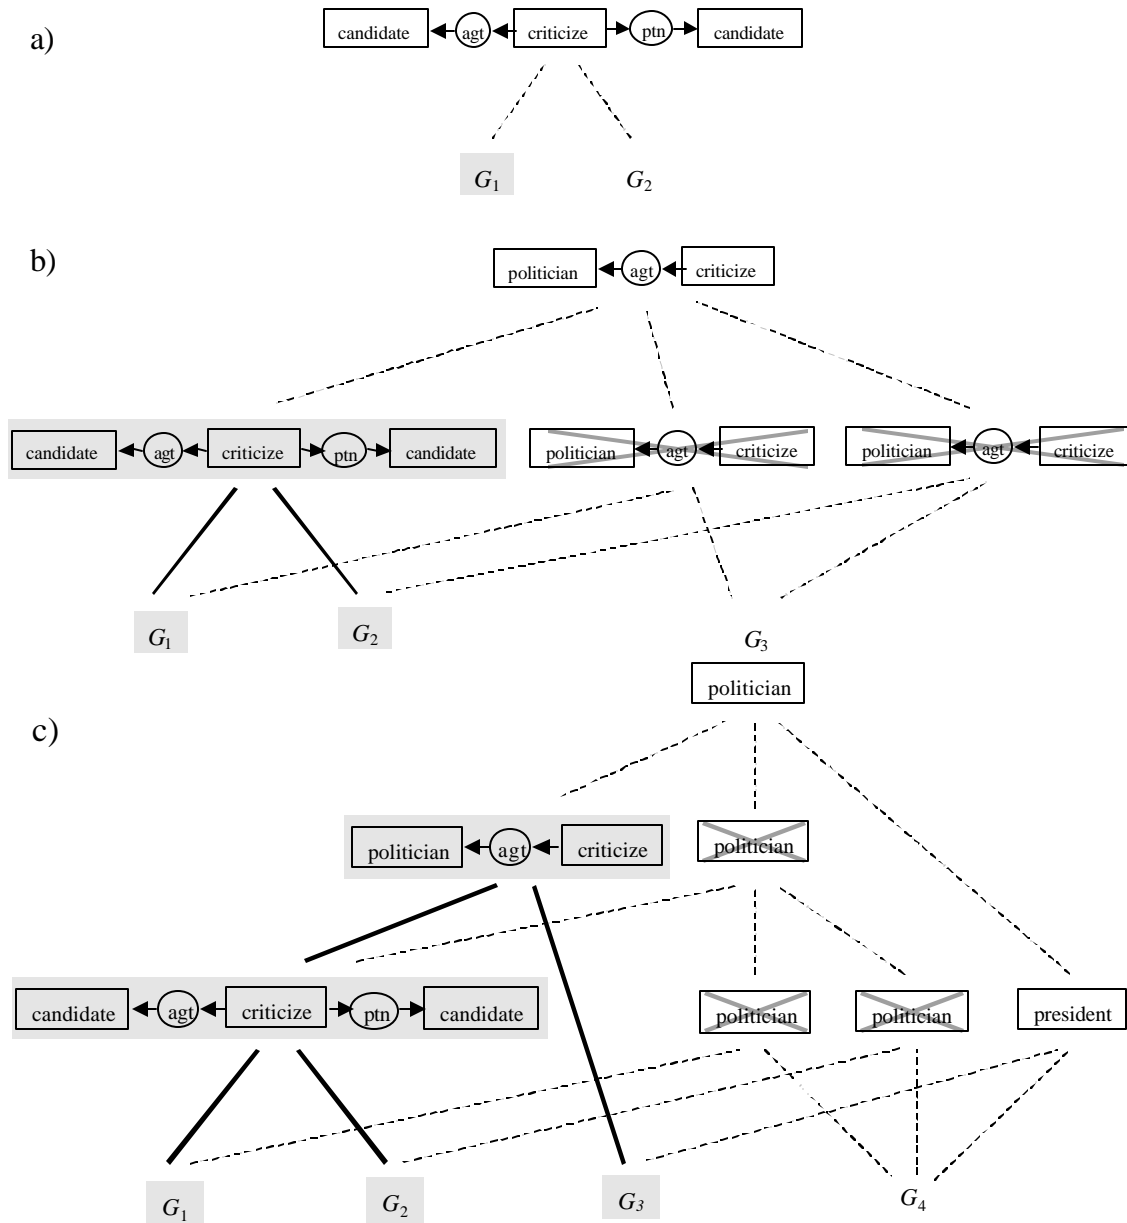 a)
candidate agt criticize ptn candidate
G1 G2
b)
politician agt criticize
candidate agt criticize ptn candidate politician agt criticize politician agt criticize
G1 G2 G3
politician
c)
politician agt criticize politician
candidate agt criticize ptn candidate politician politician president
G1 G2 G3 G4